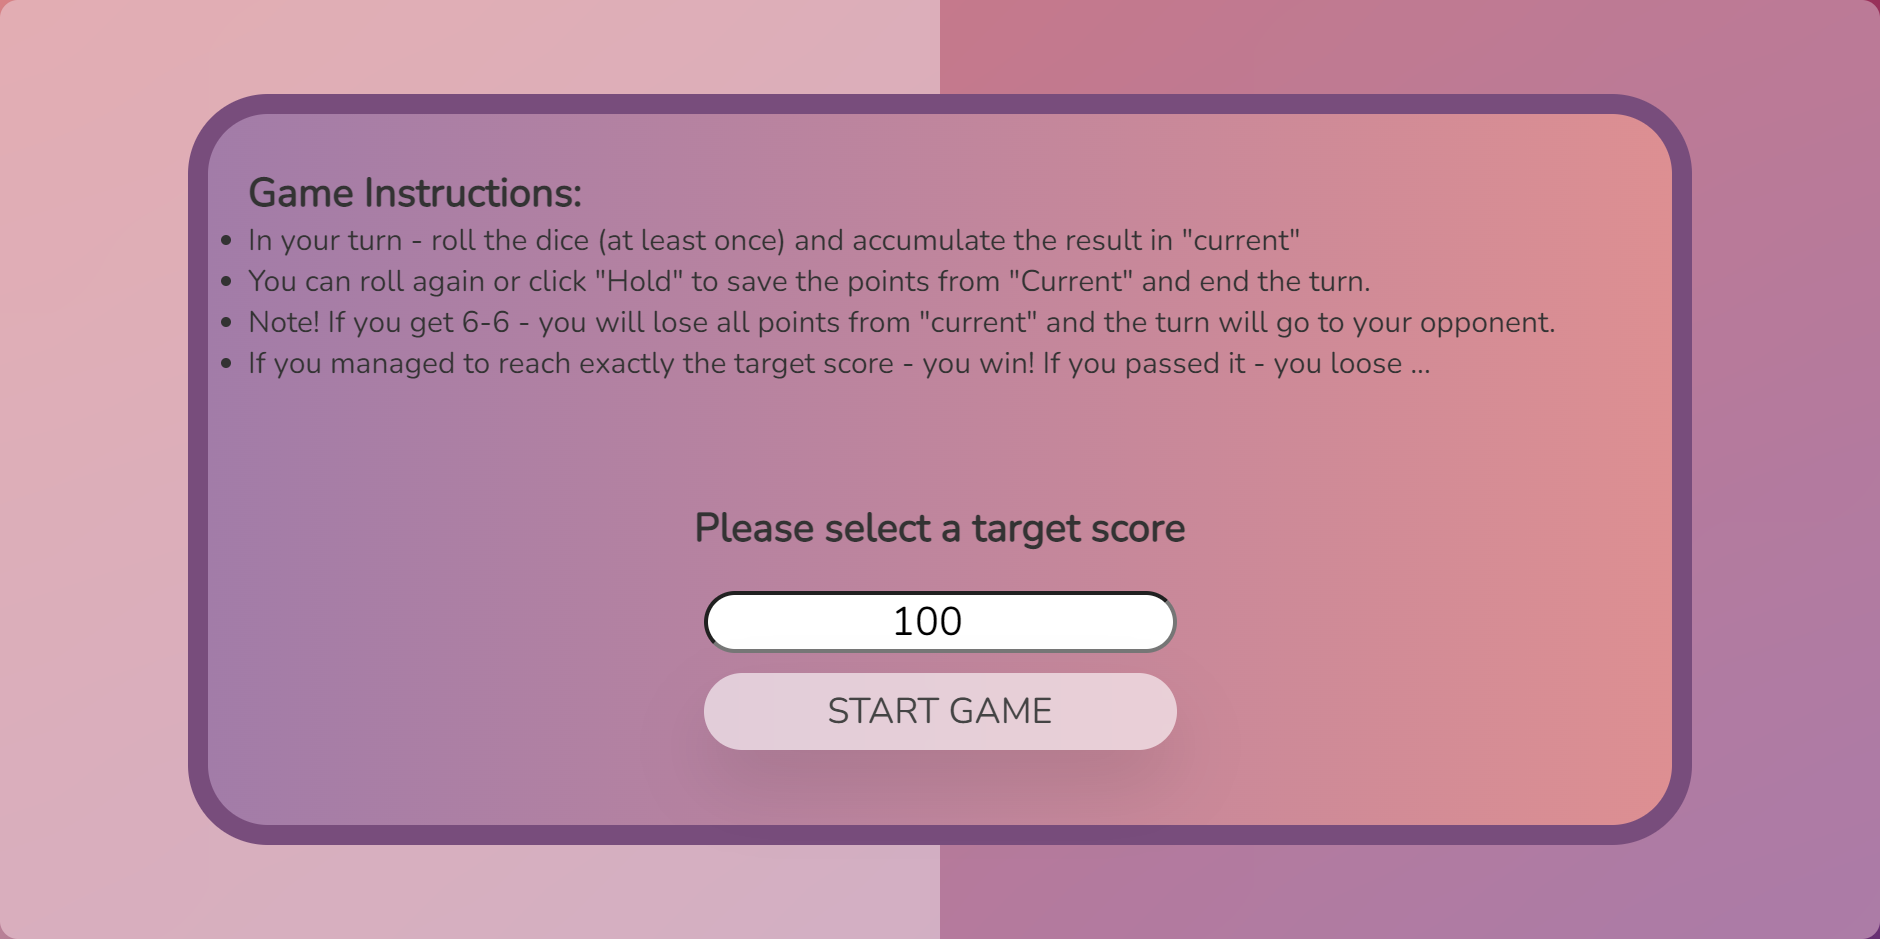 Game Instructions:
• In your turn - roll the dice (at least once) and accumulate the result in "current"
• You can roll again or click "Hold" to save the points from "Current" and end the turn.
• Note! If you get 6-6 - you will lose all points from "current" and the turn will go to your opponent.
• If you managed to reach exactly the target score - you win! If you passed it - you loose ...
Please select a target score
100
START GAME